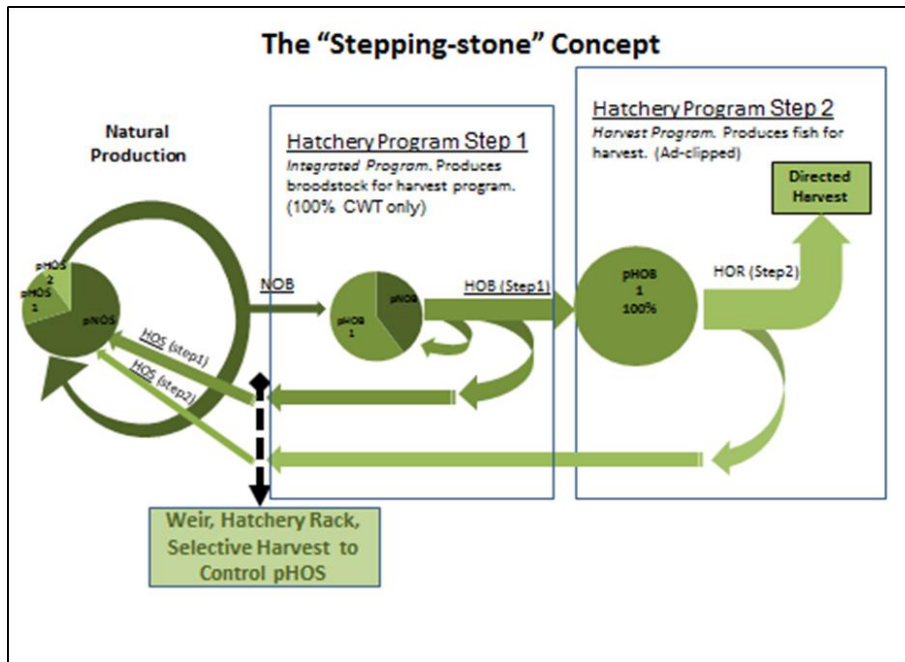 The “Stepping-stone” Concept
Natural
Production
Hatchery Program Step 1
Integrated Program. Produces
broodstock for harvest program.
(100% CWT only)
Hatchery Program Step 2
Harvest Program. Produces fish for
harvest. (Ad-clipped)
Directed
Harvest
pHOS
2
pHOS
1
pNOS
NOB
pNOB
pHOB
1
HOB (Step1)
pHOB
1
100%
HOR (Step2)
HOS (step1)
HOS (step2)
Weir, Hatchery Rack,
Selective Harvest to
Control pHOS